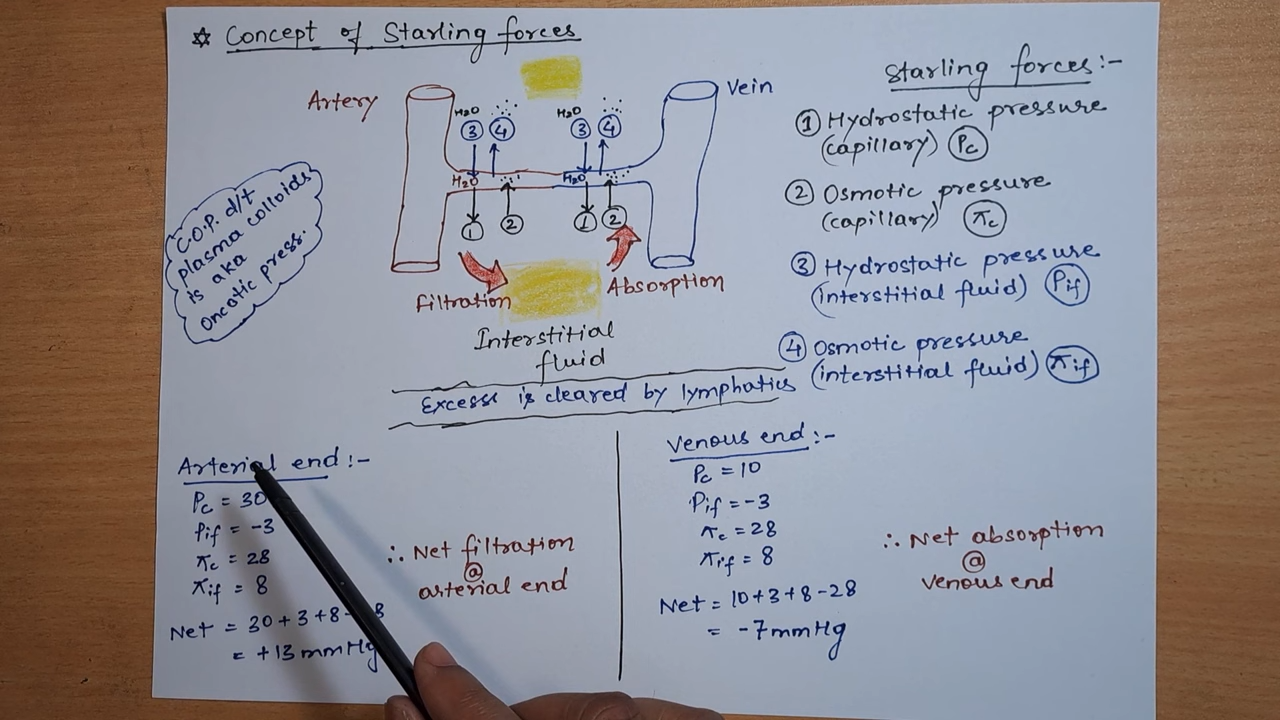 ☆ Concept of Starling forces
Artery
Vein
H₂O
③ ④
H₂O
③ ④
H₂O
H₂O
① ②
① ②
Filtration
Absorption
Interstitial
fluid
Excess is cleared by lymphatics
C.O.P. d/t
plasma colloids
is aka
Oncotic press.
Starling forces:-
① Hydrostatic pressure
(capillary) Pc
② Osmotic pressure
(capillary) πc
③ Hydrostatic pressure
(interstitial fluid) Pif
④ Osmotic pressure
(interstitial fluid) πif
Arterial end:-
Pc = 30
Pif = -3
πc = 28
πif = 8
Net = 30+3+8-8
= +13mmHg
∴ Net filtration
@
arterial end
Venous end:-
Pc = 10
Pif = -3
πc = 28
πif = 8
Net = 10+3+8-28
= -7mmHg
∴ Net absorption
@
venous end